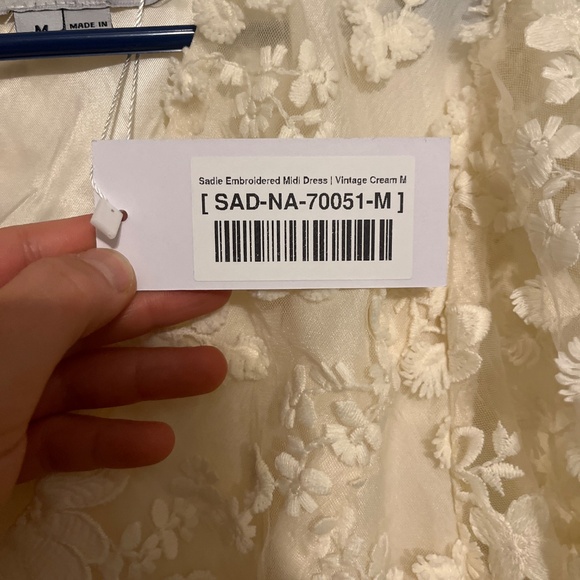 M
MADE IN
Sadie Embroidered Midi Dress | Vintage Cream M
[ SAD-NA-70051-M ]